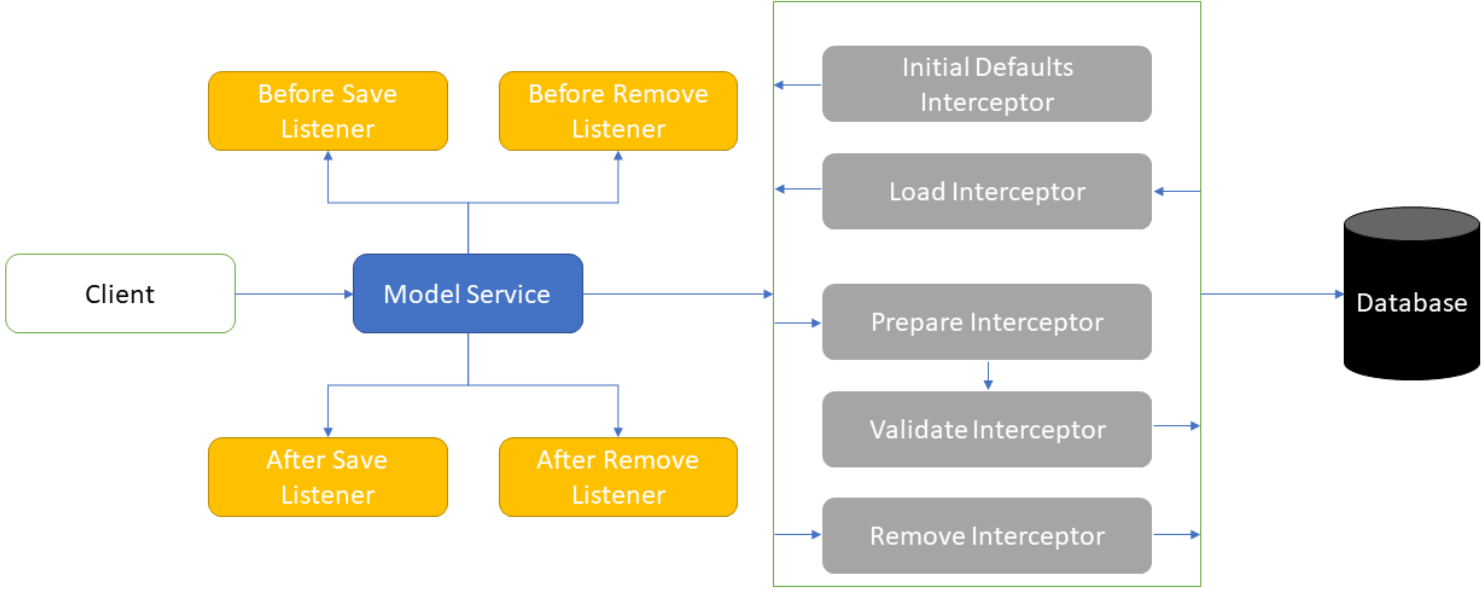 Before Save
Listener
Before Remove
Listener
Initial Defaults
Interceptor
Load Interceptor
Client
Model Service
Prepare Interceptor
Database
Validate Interceptor
After Save
Listener
After Remove
Listener
Remove Interceptor